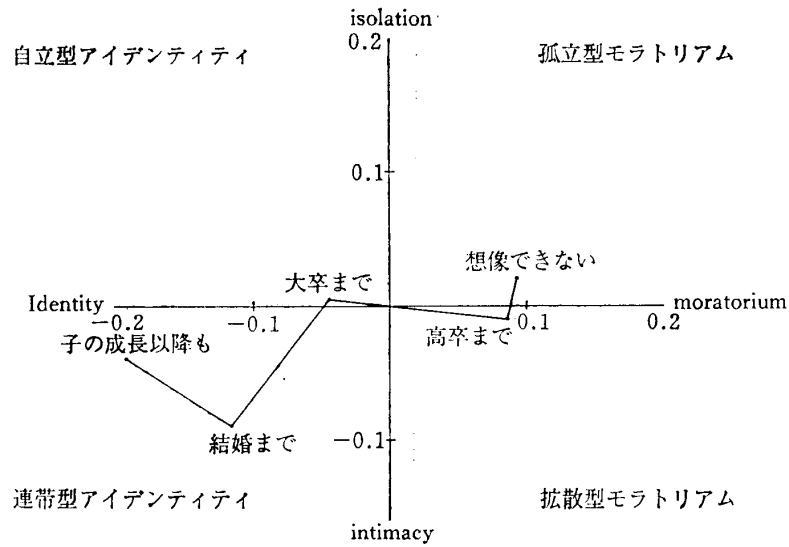 isolation
自立型アイデンティティ 0.2 孤立型モラトリアム
0.1
想像できない
大卒まで
Identity moratorium
−0.2 −0.1 0.1 0.2
子の成長以降も 高卒まで
結婚まで −0.1
連帯型アイデンティティ 拡散型モラトリアム
intimacy